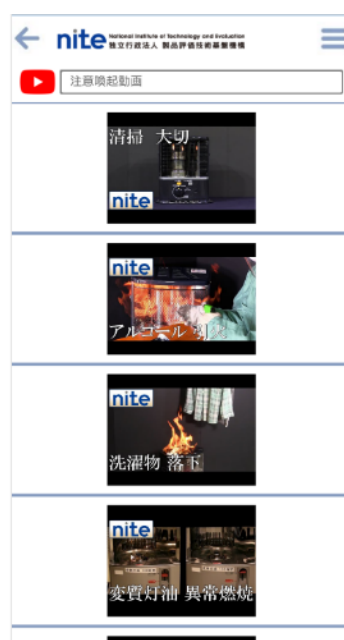 nite National Institute of Technology and Evaluation
独立行政法人 製品評価技術基盤機構
注意喚起動画
清掃 大切
nite
nite
アルコール 引
nite
洗濯物 落下
nite
変質灯油 異常燃焼